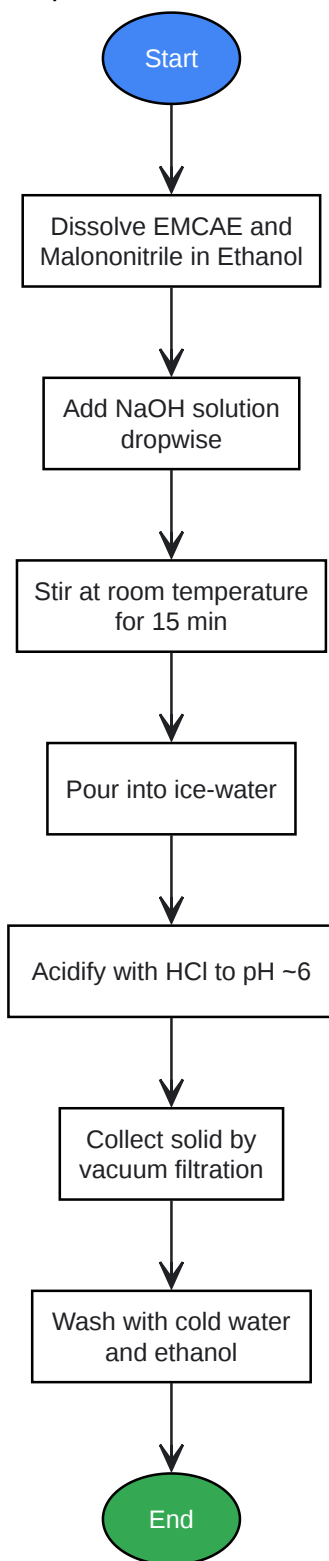 Start
Dissolve EMCAE and
Malononitrile in Ethanol
Add NaOH solution
dropwise
Stir at room temperature
for 15 min
Pour into ice-water
Acidify with HCl to pH ~6
Collect solid by
vacuum filtration
Wash with cold water
and ethanol
End